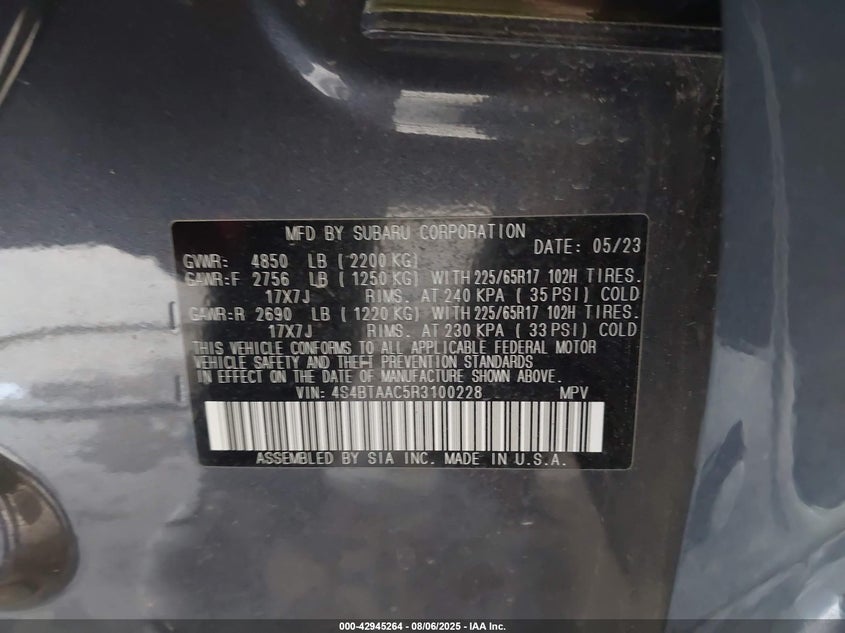 MFD BY SUBARU CORPORATION
DATE: 05/23
GVWR: 4850 LB ( 2200 KG)
GAWR:F 2756 LB ( 1250 KG) WITH 225/65R17 102H TIRES.
17X7J RIMS. AT 240 KPA ( 35 PSI) COLD
GAWR:R 2690 LB ( 1220 KG) WITH 225/65R17 102H TIRES.
17X7J RIMS. AT 230 KPA ( 33 PSI) COLD
THIS VEHICLE CONFORMS TO ALL APPLICABLE FEDERAL MOTOR
VEHICLE SAFETY AND THEFT PREVENTION STANDARDS
IN EFFECT ON THE DATE OF MANUFACTURE SHOWN ABOVE.
VIN: 4S4BTAAC5R3100228 MPV
ASSEMBLED BY SIA INC. MADE IN U.S.A.
000-42945264 - 08/06/2025 - IAA Inc.